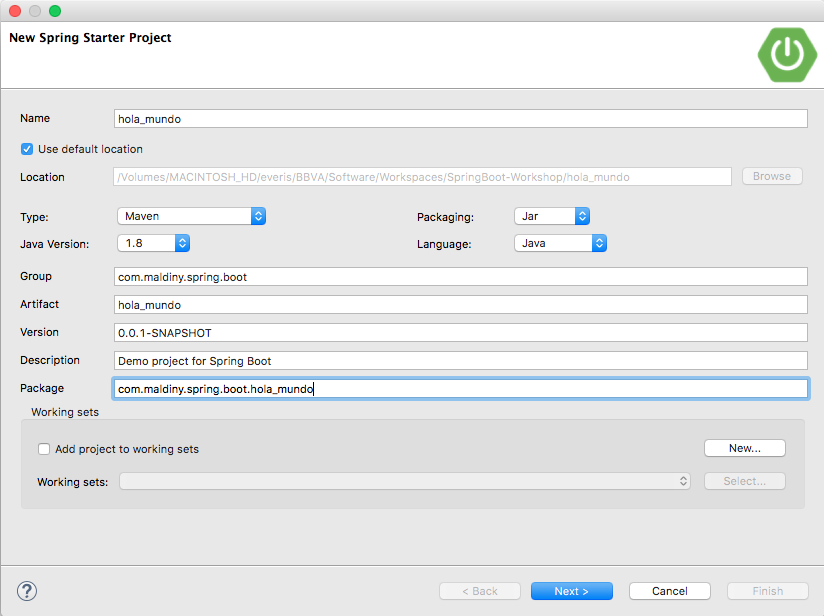 New Spring Starter Project
Name hola_mundo
Use default location
Location /Volumes/MACINTOSH_HD/everis/BBVA/Software/Workspaces/SpringBoot-Workshop/hola_mundo Browse
Type: Maven Packaging: Jar
Java Version: 1.8 Language: Java
Group com.maldiny.spring.boot
Artifact hola_mundo
Version 0.0.1-SNAPSHOT
Description Demo project for Spring Boot
Package com.maldiny.spring.boot.hola_mundo
Working sets
Add project to working sets New...
Working sets: Select...
? < Back Next > Cancel Finish